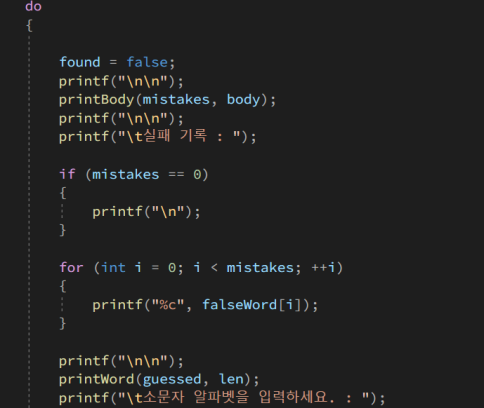 do
{
found = false;
printf("\n\n");
printBody(mistakes, body);
printf("\n\n");
printf("\t실패 기록 : ");
if (mistakes == 0)
{
printf("\n");
}
for (int i = 0; i < mistakes; ++i)
{
printf("%c", falseWord[i]);
}
printf("\n\n");
printWord(guessed, len);
printf("\t소문자 알파벳을 입력하세요. : ");